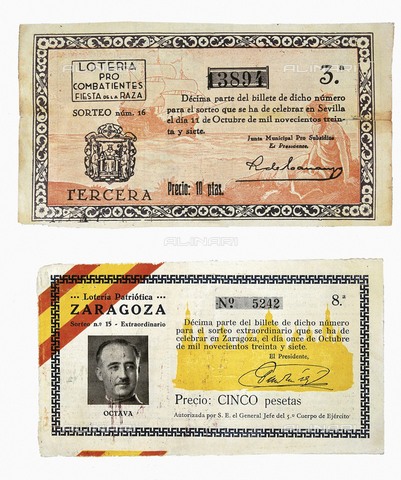 LOTERIA
PRO
COMBATIENTES
FIESTA DE LA RAZA
SORTEO núm. 16
TERCERA
3894
3.ª
Décima parte del billete de dicho número
para el sorteo que se ha de celebrar en Sevilla
el día 11 de Octubre de mil novecientos trein-
ta y siete.
Junta Municipal Pro Subsidios
El Presidente,
Precio: 10 ptas.
ALINARI
··· Lotería Patriótica ···
ZARAGOZA
Sorteo n.º 15 - Extraordinario
OCTAVA
Nº 5242
8.ª
Décima parte del billete de dicho número
para el sorteo extraordinario que se ha de
celebrar en Zaragoza, el día once de Octubre
de mil novecientos treinta y siete.
El Presidente,
Precio: CINCO pesetas
Autorizada por S. E. el General Jefe del 5.º Cuerpo de Ejército